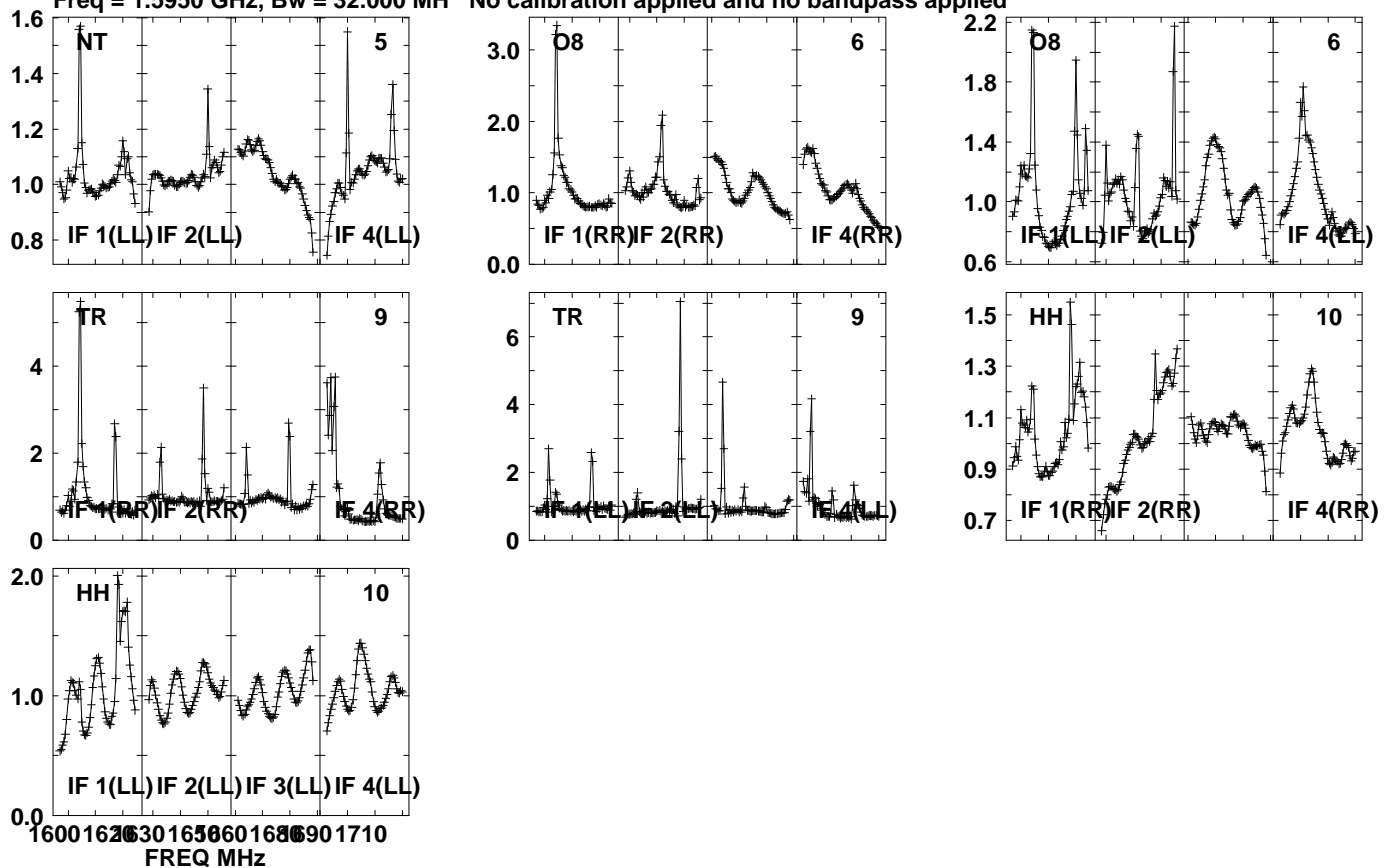 Freq = 1.5950 GHz, Bw = 32.000 MH No calibration applied and no bandpass applied
1.6 NT 5
1.4
1.2
1.0
0.8 IF 1(LL) IF 2(LL) IF 4(LL)
O8 6
3.0
2.0
1.0
0.0 IF 1(RR) IF 2(RR) IF 4(RR)
2.2 O8 6
1.8
1.4
1.0
0.6 IF 1(LL) IF 2(LL) IF 4(LL)
TR 9
4
2
0 IF 1(RR) IF 2(RR) IF 4(RR)
TR 9
6
4
2
0 IF 1(LL) IF 2(LL) IF 4(LL)
HH 10
1.5
1.3
1.1
0.9
0.7 IF 1(RR) IF 2(RR) IF 4(RR)
2.0 HH 10
1.0
0.0 IF 1(LL) IF 2(LL) IF 3(LL) IF 4(LL)
1600 1620 1630 1650 1660 1680 1690 1710
FREQ MHz